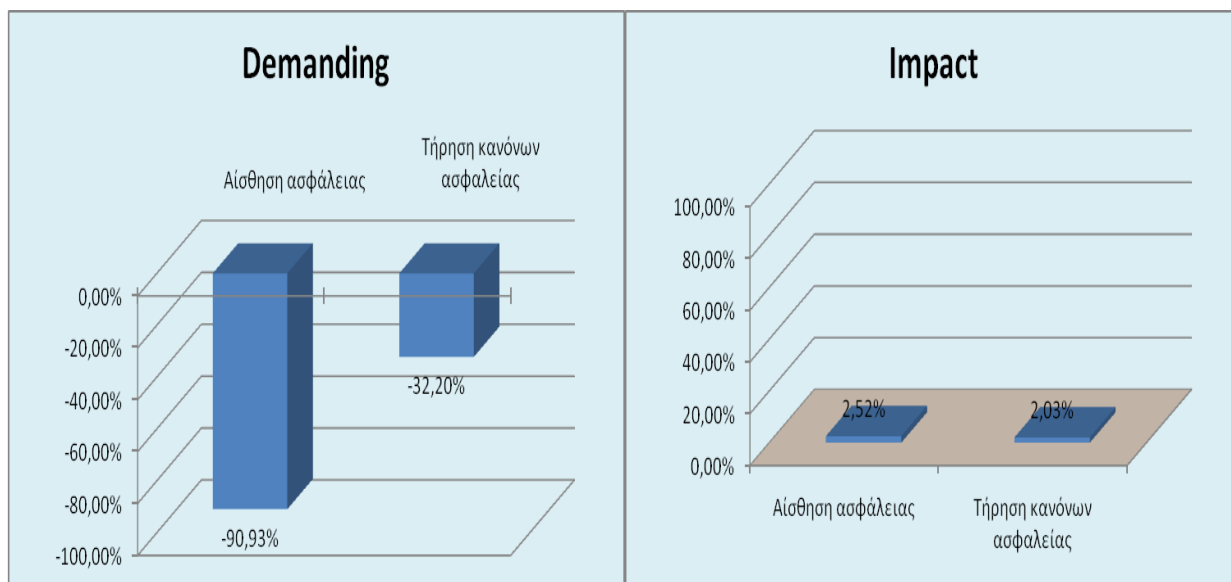 Demanding
Αίσθηση ασφάλειας
Τήρηση κανόνων
ασφαλείας
0,00%
-20,00%
-40,00%
-60,00%
-80,00%
-100,00%
-90,93%
-32,20%
Impact
100,00%
80,00%
60,00%
40,00%
20,00%
0,00%
2,52%
2,03%
Αίσθηση ασφάλειας
Τήρηση κανόνων
ασφαλείας